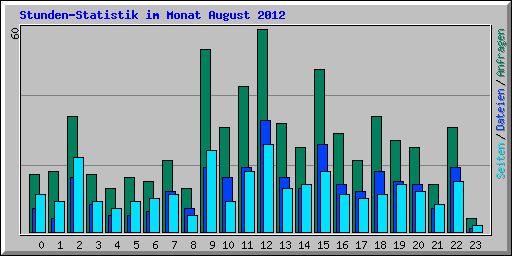 Stunden-Statistik im Monat August 2012
60
Seiten/Dateien/Anfragen
0 1 2 3 4 5 6 7 8 9 10 11 12 13 14 15 16 17 18 19 20 21 22 23